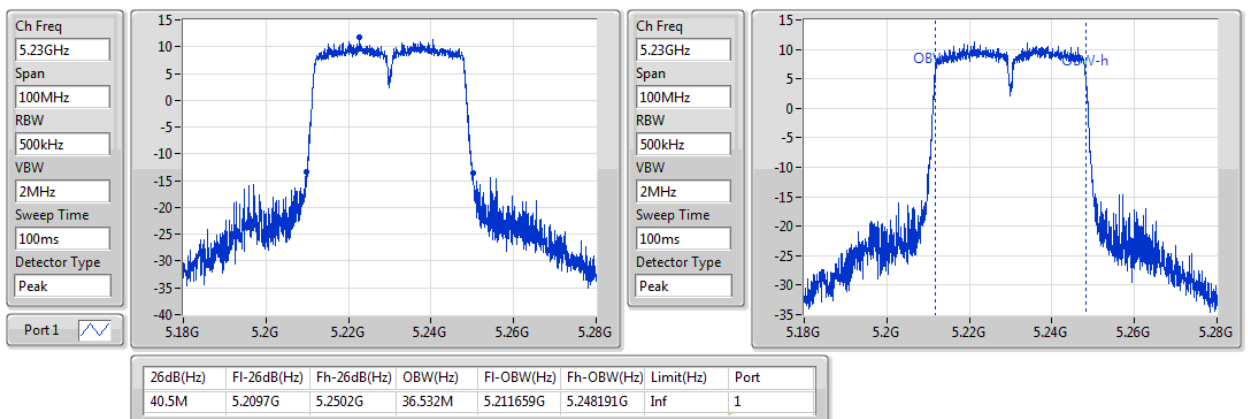 Ch Freq
5.23GHz
Span
100MHz
RBW
500kHz
VBW
2MHz
Sweep Time
100ms
Detector Type
Peak
Port 1
15
10
5
0
-5
-10
-15
-20
-25
-30
-35
-40
5.18G 5.2G 5.22G 5.24G 5.26G 5.28G
Ch Freq
5.23GHz
Span
100MHz
RBW
500kHz
VBW
2MHz
Sweep Time
100ms
Detector Type
Peak
15
10
5
0
-5
-10
-15
-20
-25
-30
-35
5.18G 5.2G 5.22G 5.24G 5.26G 5.28G
26dB(Hz) Fl-26dB(Hz) Fh-26dB(Hz) OBW(Hz) Fl-OBW(Hz) Fh-OBW(Hz) Limit(Hz) Port
40.5M 5.2097G 5.2502G 36.532M 5.211659G 5.248191G Inf 1